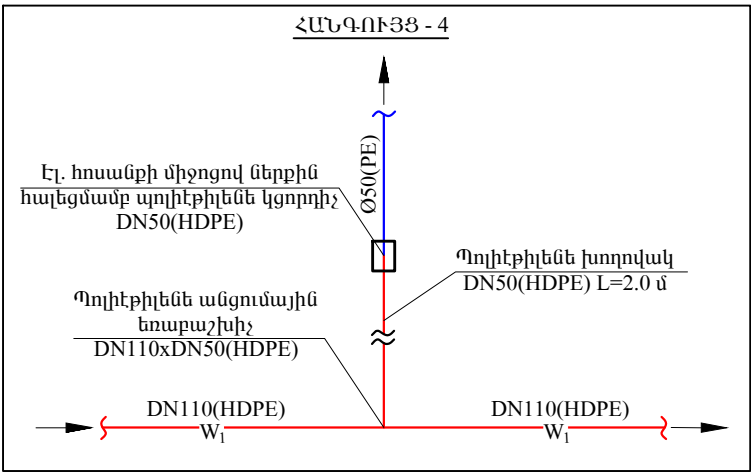 ՀԱՆԳՈՒՅՑ - 4
Ø50(PE)
Էլ. հոսանքի միջոցով ներքին
հալեցմամբ պոլիէթիլենե կցորդիչ
DN50(HDPE)
Պոլիէթիլենե խողովակ
DN50(HDPE) L=2.0 մ
Պոլիէթիլենե անցումային
եռաբաշխիչ
DN110xDN50(HDPE)
DN110(HDPE)
W₁
DN110(HDPE)
W₁